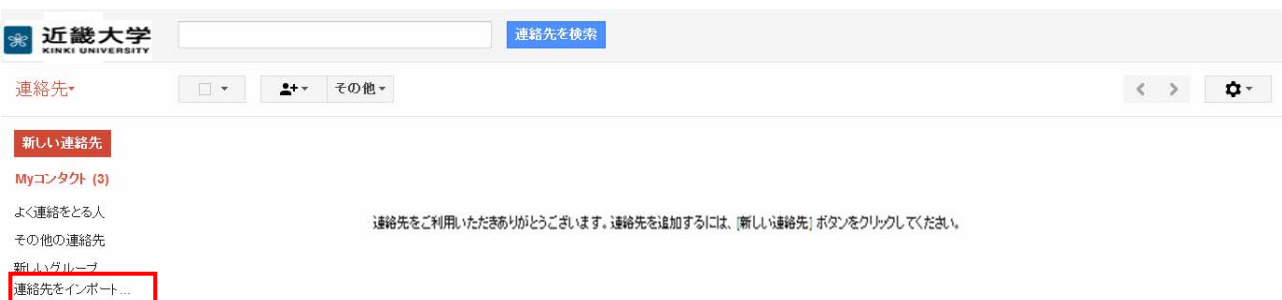 近畿大学
KINKI UNIVERSITY
連絡先を検索
連絡先
その他
新しい連絡先
Myコンタクト (3)
よく連絡をとる人
連絡先をご利用いただきありがとうございます。連絡先を追加するには、[新しい連絡先] ボタンをクリックしてください。
その他の連絡先
新しいグループ
連絡先をインポート...